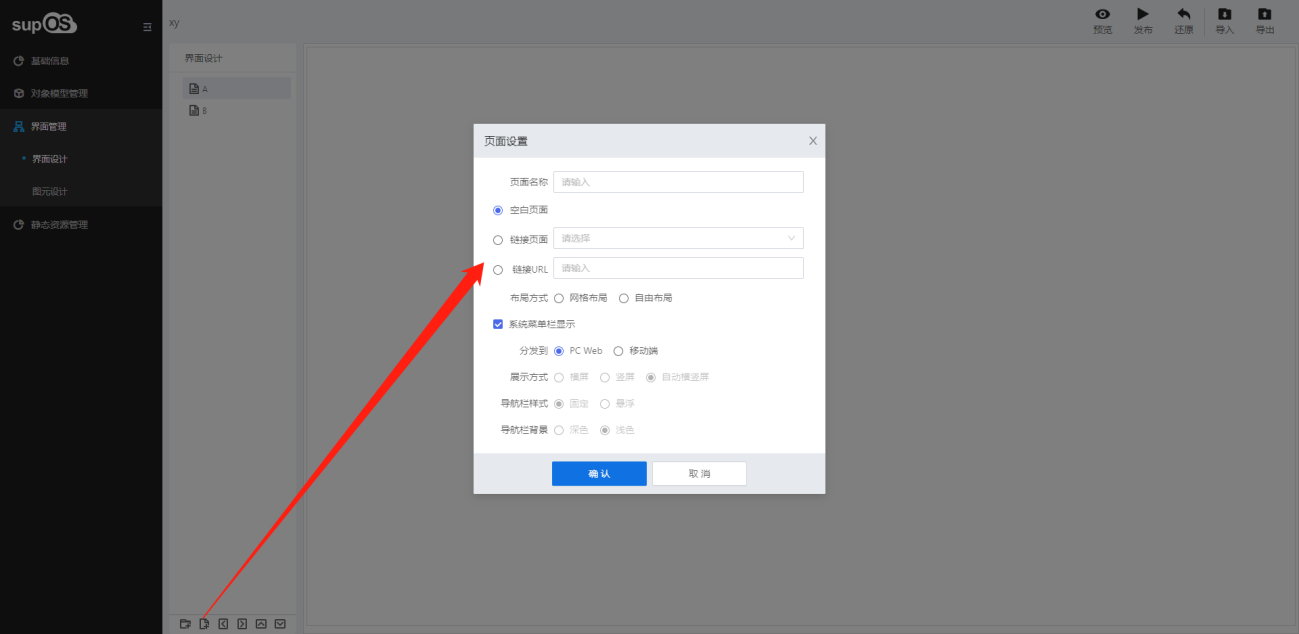 supOS
xy
预览
发布
还原
导入
导出
基础信息
对象模型管理
界面管理
界面设计
图元设计
静态资源管理
界面设计
A
B
页面设置
页面名称 请输入
空白页面
链接页面 请选择
链接URL 请输入
布局方式 网格布局 自由布局
系统菜单栏显示
分发到 PC Web 移动端
展示方式 横屏 竖屏 自动横竖屏
导航栏样式 固定 悬浮
导航栏背景 深色 浅色
确认 取消